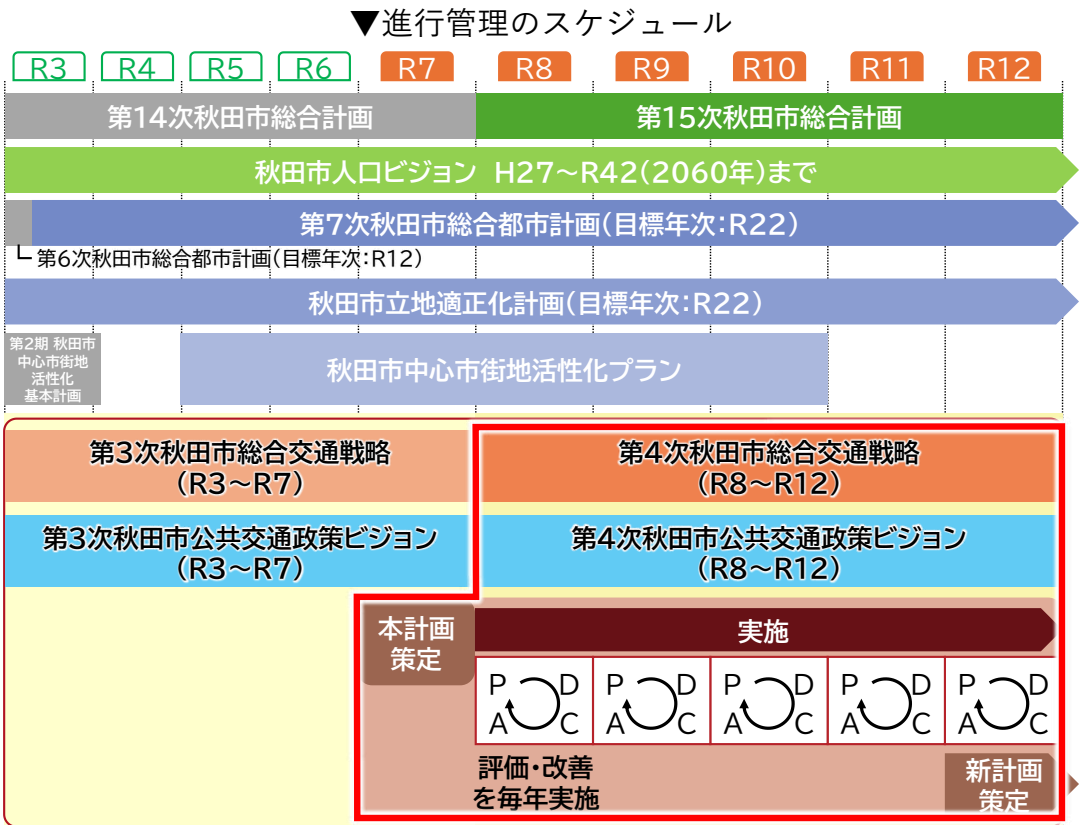 ▼進行管理のスケジュール
R3 R4 R5 R6 R7 R8 R9 R10 R11 R12
第14次秋田市総合計画 第15次秋田市総合計画
秋田市人口ビジョン H27～R42(2060年)まで
第7次秋田市総合都市計画(目標年次:R22)
第6次秋田市総合都市計画(目標年次:R12)
秋田市立地適正化計画(目標年次:R22)
第2期 秋田市
中心市街地
活性化
基本計画
秋田市中心市街地活性化プラン
第3次秋田市総合交通戦略
(R3～R7)
第4次秋田市総合交通戦略
(R8～R12)
第3次秋田市公共交通政策ビジョン
(R3～R7)
第4次秋田市公共交通政策ビジョン
(R8～R12)
本計画
策定
実施
P D P D P D P D P D
A C A C A C A C A C
評価・改善
を毎年実施
新計画
策定